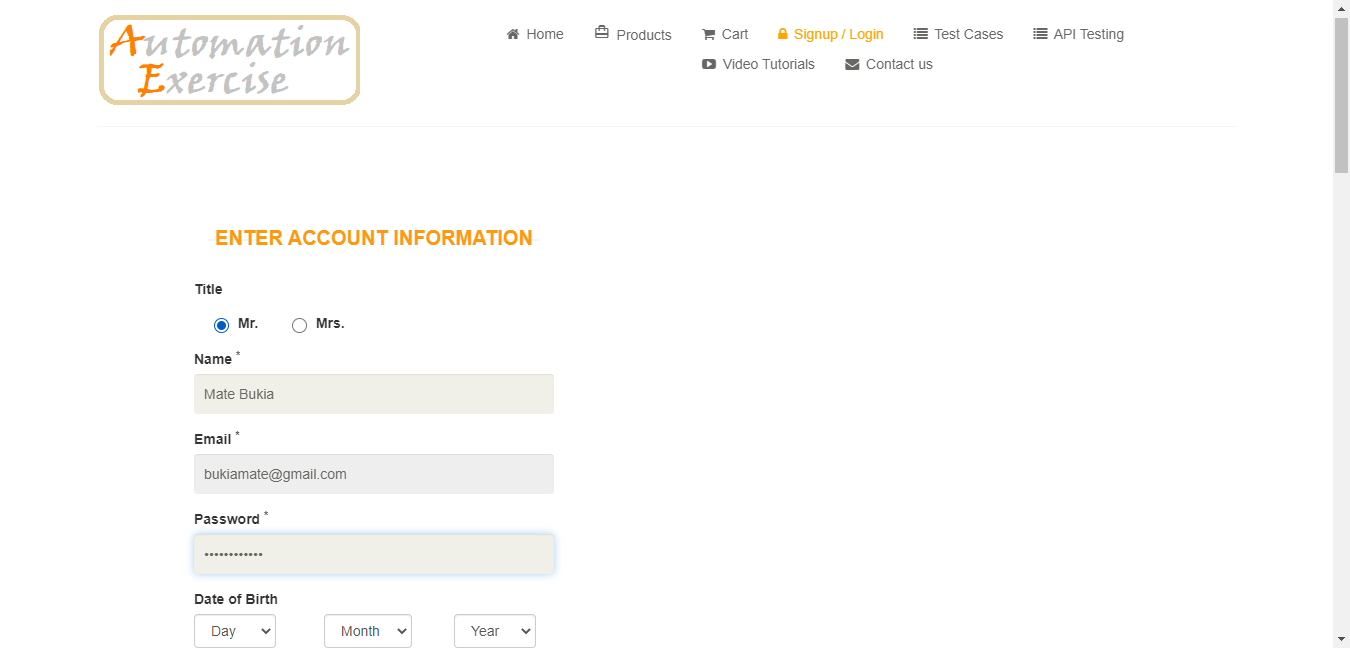 Automation
Exercise
Home Products Cart Signup / Login Test Cases API Testing
Video Tutorials Contact us
ENTER ACCOUNT INFORMATION
Title
Mr. Mrs.
Name *
Mate Bukia
Email *
bukiamate@gmail.com
Password *
••••••••••••
Date of Birth
Day Month Year